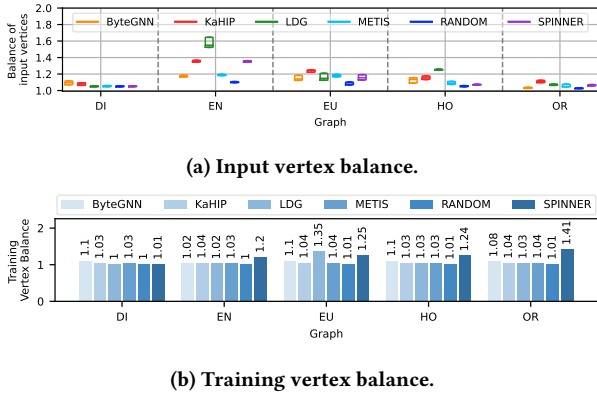 ByteGNN KaHIP LDG METIS RANDOM SPINNER
Balance of
input vertices
2.0
1.8
1.6
1.4
1.2
1.0
DI EN EU HO OR
Graph
(a) Input vertex balance.
ByteGNN KaHIP LDG METIS RANDOM SPINNER
Training
Vertex Balance
2
1
0
1.1 1.03 1 1.03 1 1.01 1.02 1.04 1.02 1.03 1 1.2 1.1 1.04 1.35 1.04 1.01 1.25 1.1 1.03 1.03 1.03 1.01 1.24 1.08 1.04 1.03 1.04 1.01 1.41
DI EN EU HO OR
Graph
(b) Training vertex balance.